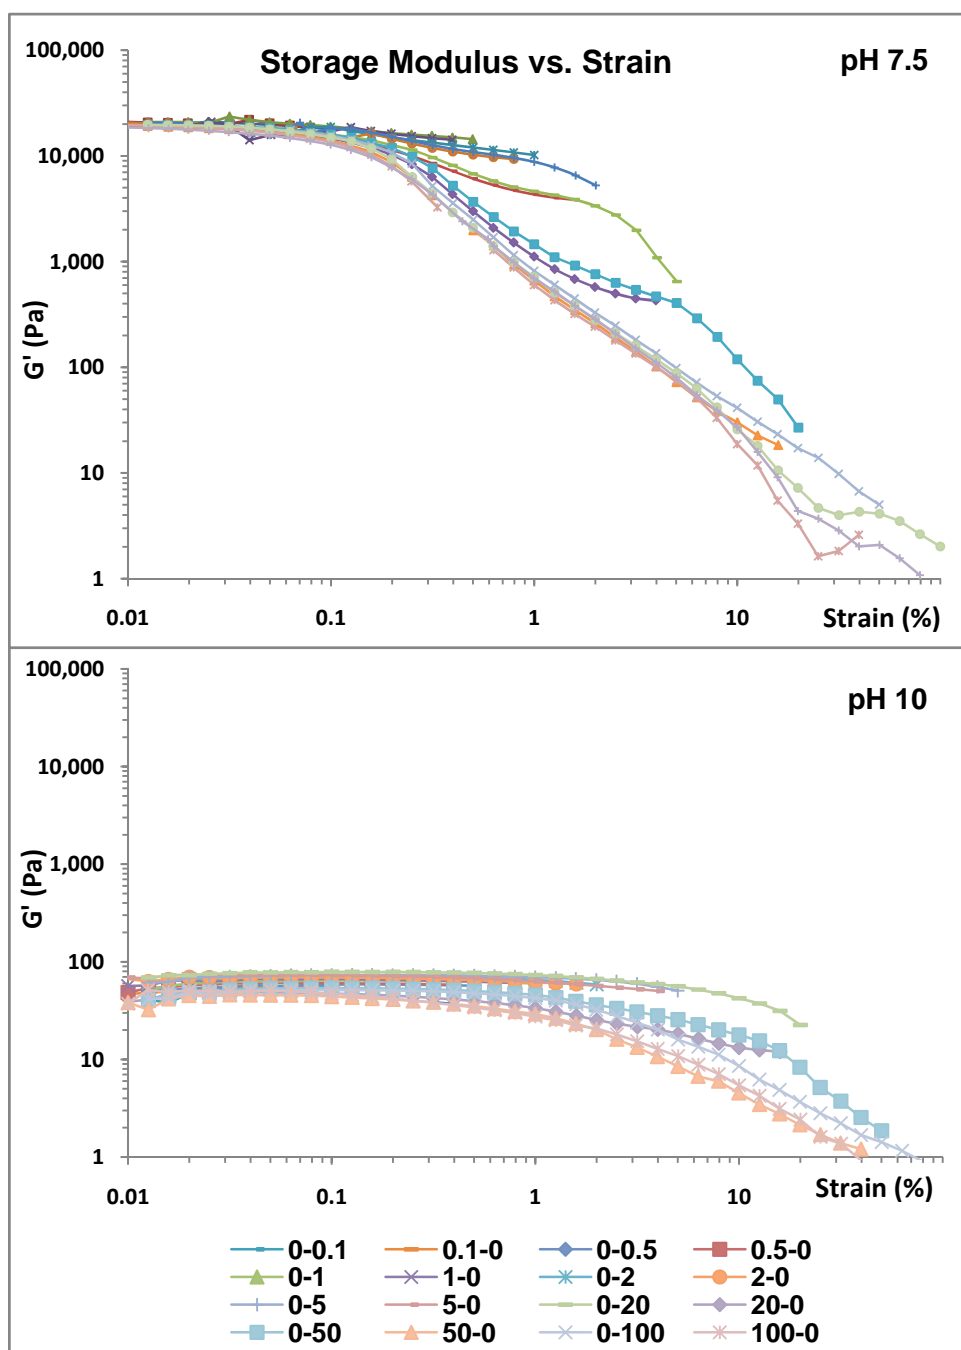 Storage Modulus vs. Strain
pH 7.5
100,000
10,000
1,000
100
10
1
G' (Pa)
0.01 0.1 1 10
Strain (%)
pH 10
100,000
10,000
1,000
100
10
1
G' (Pa)
0.01 0.1 1 10
Strain (%)
0-0.1 0.1-0 0-0.5 0.5-0
0-1 1-0 0-2 2-0
0-5 5-0 0-20 20-0
0-50 50-0 0-100 100-0